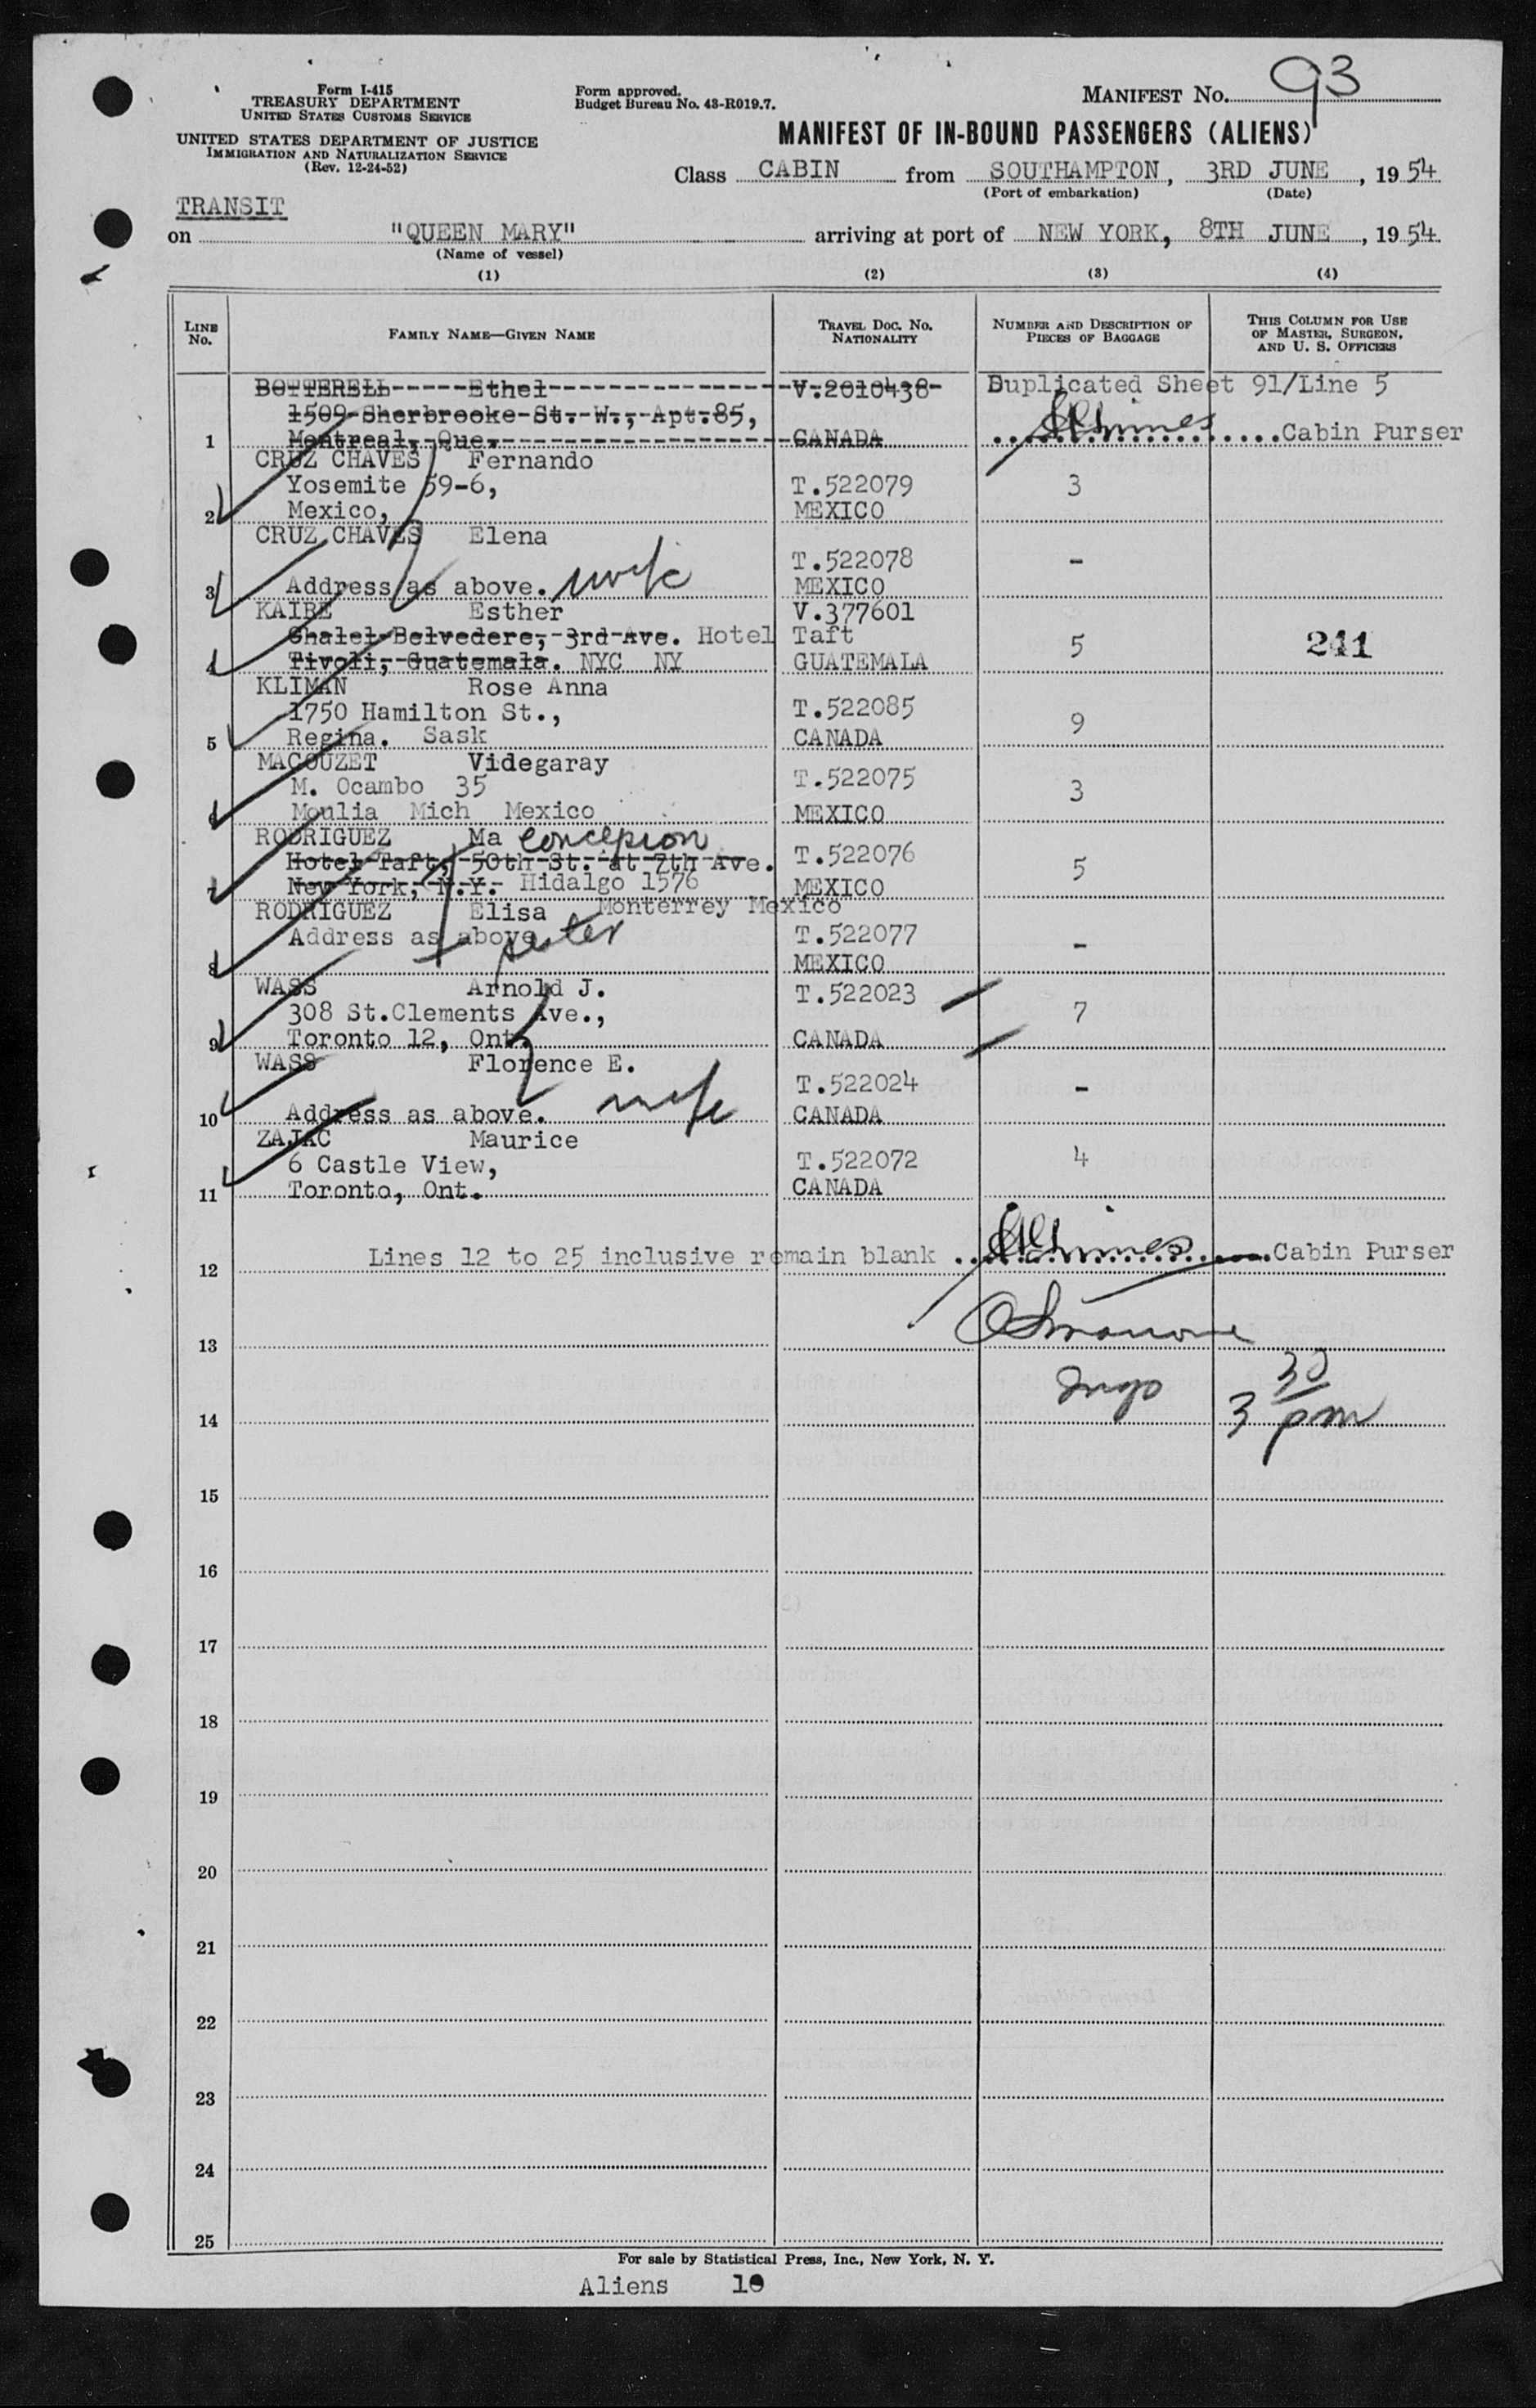 Form I-415
TREASURY DEPARTMENT
UNITED STATES CUSTOMS SERVICE
UNITED STATES DEPARTMENT OF JUSTICE
IMMIGRATION AND NATURALIZATION SERVICE
(Rev. 12-24-52)
Form approved.
Budget Bureau No. 43-R019.7.
MANIFEST No. 93
MANIFEST OF IN-BOUND PASSENGERS (ALIENS)
Class CABIN from SOUTHAMPTON, 3RD JUNE, 1954
(Port of embarkation) (Date)
TRANSIT
on "QUEEN MARY" arriving at port of NEW YORK, 8TH JUNE, 1954
(Name of vessel)
(1) (2) (3) (4)
LINE No. FAMILY NAME—GIVEN NAME TRAVEL DOC. No. NATIONALITY NUMBER AND DESCRIPTION OF PIECES OF BAGGAGE THIS COLUMN FOR USE OF MASTER, SURGEON, AND U. S. OFFICERS
BOTTERELL Ethel V.2010438 Duplicated Sheet 91/Line 5
1509 Sherbrooke St. W., Apt.85,
1 Montreal, Que. CANADA Cabin Purser
CRUZ CHAVES Fernando
Yosemite 59-6, T.522079 3
2 Mexico, MEXICO
CRUZ CHAVES Elena
T.522078 -
3 Address as above. wife MEXICO
KAIRE Esther V.377601
Chalet Belvedere, 3rd Ave. Hotel Taft 5 241
4 Tivoli, Guatemala. NYC NY GUATEMALA
KLIMAN Rose Anna
1750 Hamilton St., T.522085 9
5 Regina. Sask CANADA
MACOUZET Videgaray
M. Ocambo 35 T.522075 3
6 Moulia Mich Mexico MEXICO
RODRIGUEZ Ma Concepcion
Hotel Taft, 50th St. at 7th Ave. T.522076 5
7 New York, N.Y. Hidalgo 1576 MEXICO
RODRIGUEZ Elisa Monterrey Mexico
Address as above sister T.522077 -
8 MEXICO
WASS Arnold J. T.522023
308 St.Clements Ave., 7
9 Toronto 12, Ont. CANADA
WASS Florence E.
T.522024 -
10 Address as above. wife CANADA
ZAJAC Maurice
6 Castle View, T.522072 4
11 Toronto, Ont. CANADA
12 Lines 12 to 25 inclusive remain blank Cabin Purser
13
14 Insp 3 30 pm
15
16
17
18
19
20
21
22
23
24
25
For sale by Statistical Press, Inc., New York, N. Y.
Aliens 10